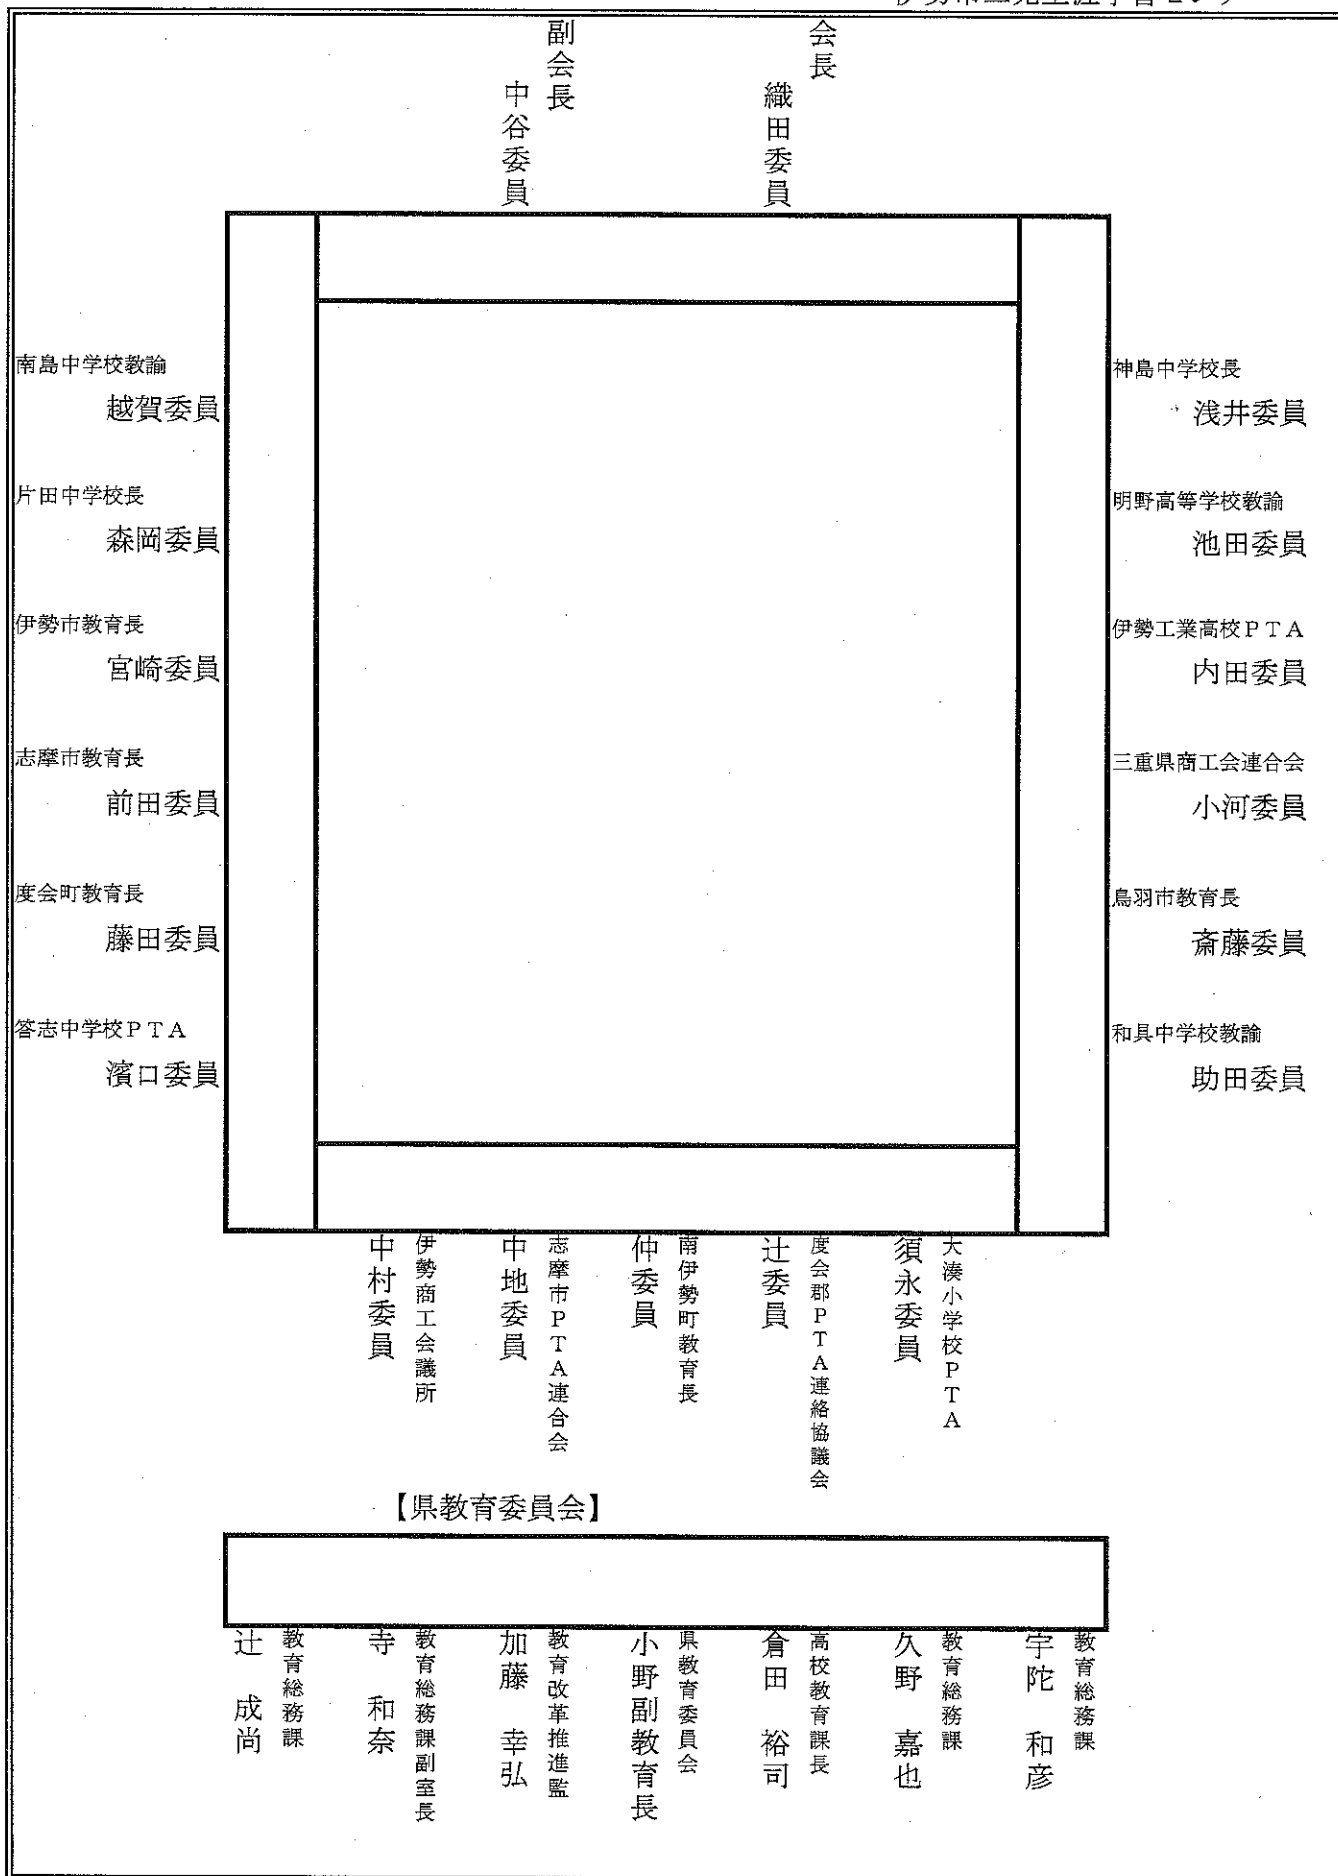 会長
織田委員
副会長
中谷委員
南島中学校教諭
越賀委員
片田中学校長
森岡委員
伊勢市教育長
宮崎委員
志摩市教育長
前田委員
度会町教育長
藤田委員
答志中学校PTA
濱口委員
神島中学校長
浅井委員
明野高等学校教諭
池田委員
伊勢工業高校PTA
内田委員
三重県商工会連合会
小河委員
鳥羽市教育長
斎藤委員
和具中学校教諭
助田委員
大湊小学校PTA
須永委員
度会郡PTA連絡協議会
辻委員
南伊勢町教育長
仲委員
志摩市PTA連合会
中地委員
伊勢商工会議所
中村委員
【県教育委員会】
教育総務課
宇陀 和彦
教育総務課
久野 嘉也
高校教育課長
倉田 裕司
県教育委員会
小野副教育長
教育改革推進監
加藤 幸弘
教育総務課副室長
寺 和奈
教育総務課
辻 成尚